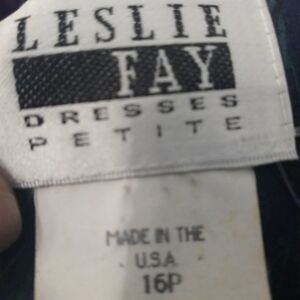 LESLIE
FAY
DRESSES
PETITE
MADE IN THE
U.S.A.
16P